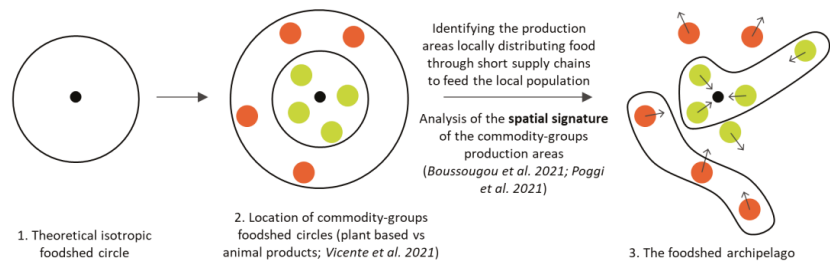 Identifying the production
areas locally distributing food
through short supply chains
to feed the local population
Analysis of the spatial signature
of the commodity-groups
production areas
(Boussougou et al. 2021; Poggi
et al. 2021)
1. Theoretical isotropic
foodshed circle
2. Location of commodity-groups
foodshed circles (plant based vs
animal products; Vicente et al. 2021)
3. The foodshed archipelago